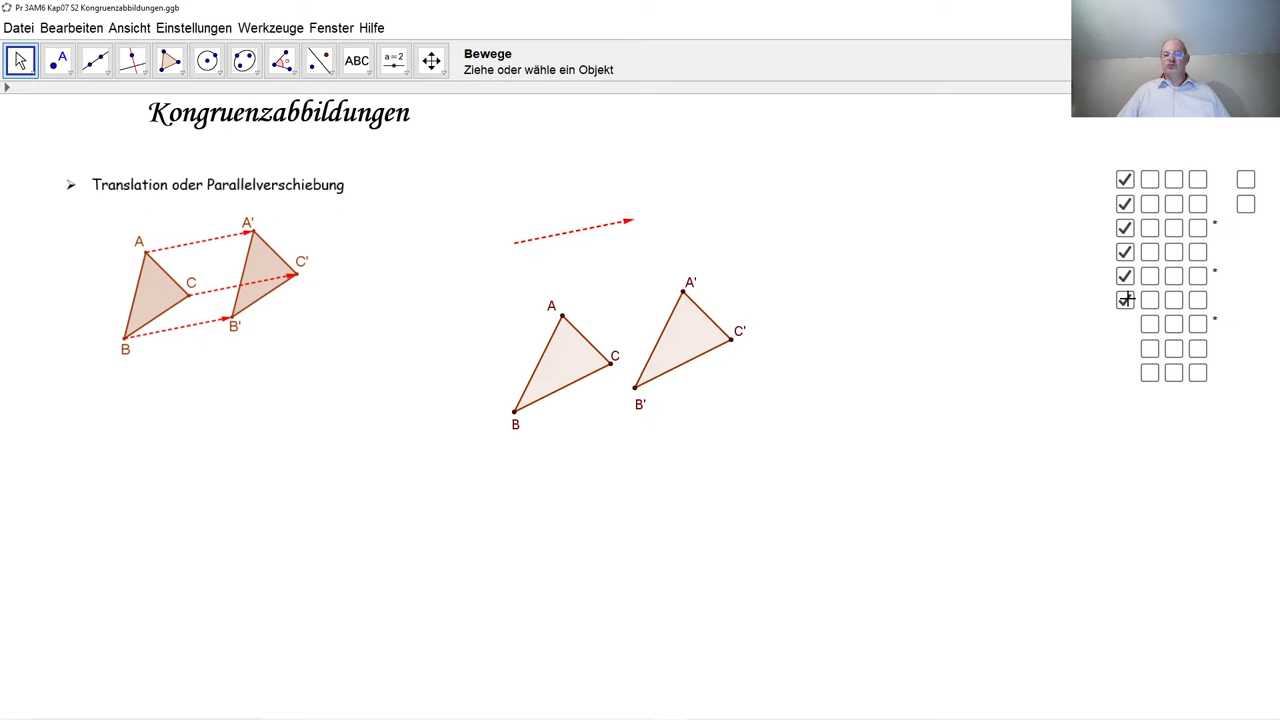 Pr 3AM6 Kap07 S2 Kongruenzabbildungen.ggb
Datei Bearbeiten Ansicht Einstellungen Werkzeuge Fenster Hilfe
A α ABC a=2
Bewege
Ziehe oder wähle ein Objekt
Kongruenzabbildungen
➢ Translation oder Parallelverschiebung
A A' C C' B B'
A A' C C' B B'
*
*
*